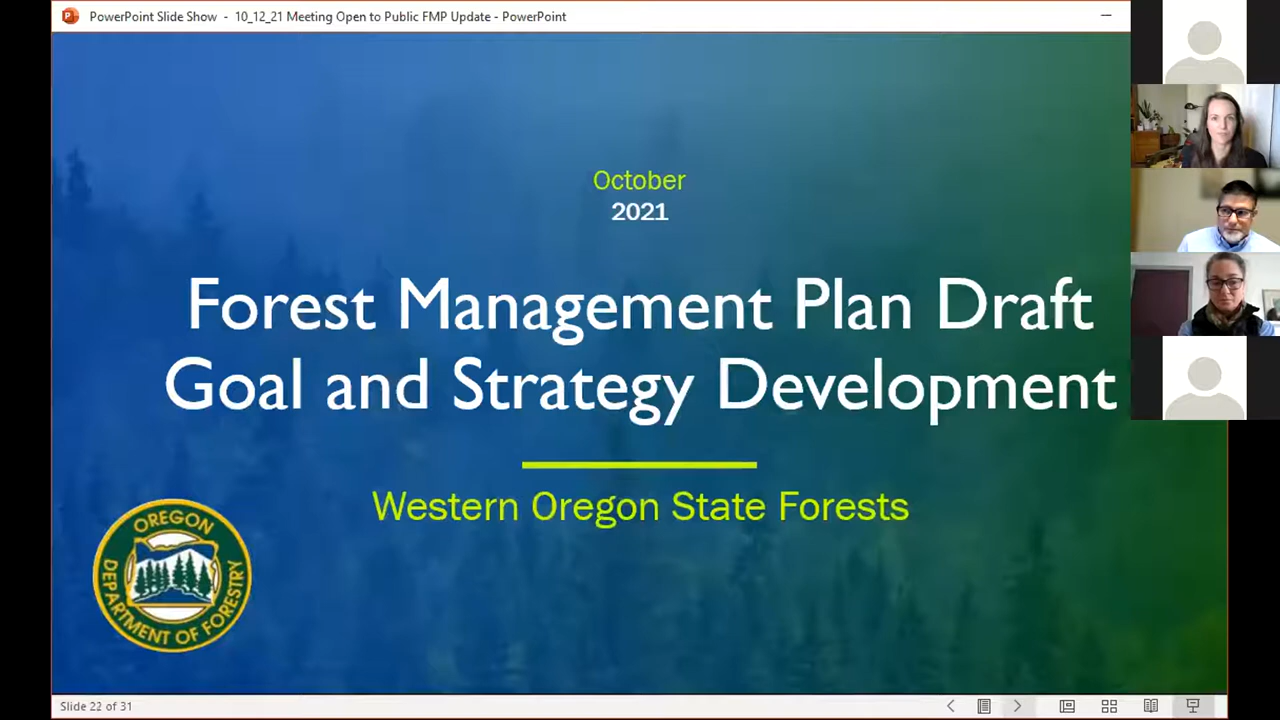 PowerPoint Slide Show - 10_12_21 Meeting Open to Public FMP Update - PowerPoint
October
2021
Forest Management Plan Draft
Goal and Strategy Development
Western Oregon State Forests
OREGON
DEPARTMENT OF FORESTRY
Slide 22 of 31